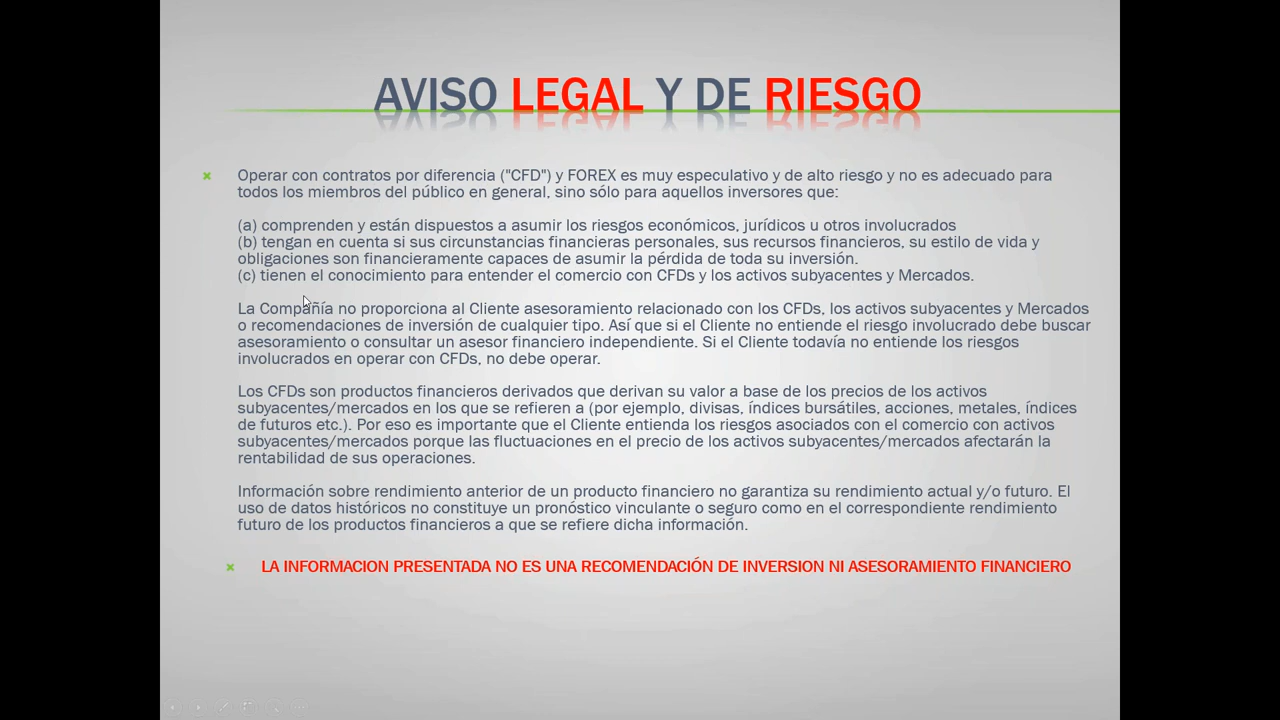 AVISO LEGAL Y DE RIESGO
Operar con contratos por diferencia ("CFD") y FOREX es muy especulativo y de alto riesgo y no es adecuado para
todos los miembros del público en general, sino sólo para aquellos inversores que:
(a) comprenden y están dispuestos a asumir los riesgos económicos, jurídicos u otros involucrados
(b) tengan en cuenta si sus circunstancias financieras personales, sus recursos financieros, su estilo de vida y
obligaciones son financieramente capaces de asumir la pérdida de toda su inversión.
(c) tienen el conocimiento para entender el comercio con CFDs y los activos subyacentes y Mercados.
La Compañía no proporciona al Cliente asesoramiento relacionado con los CFDs, los activos subyacentes y Mercados
o recomendaciones de inversión de cualquier tipo. Así que si el Cliente no entiende el riesgo involucrado debe buscar
asesoramiento o consultar un asesor financiero independiente. Si el Cliente todavía no entiende los riesgos
involucrados en operar con CFDs, no debe operar.
Los CFDs son productos financieros derivados que derivan su valor a base de los precios de los activos
subyacentes/mercados en los que se refieren a (por ejemplo, divisas, índices bursátiles, acciones, metales, índices
de futuros etc.). Por eso es importante que el Cliente entienda los riesgos asociados con el comercio con activos
subyacentes/mercados porque las fluctuaciones en el precio de los activos subyacentes/mercados afectarán la
rentabilidad de sus operaciones.
Información sobre rendimiento anterior de un producto financiero no garantiza su rendimiento actual y/o futuro. El
uso de datos históricos no constituye un pronóstico vinculante o seguro como en el correspondiente rendimiento
futuro de los productos financieros a que se refiere dicha información.
LA INFORMACION PRESENTADA NO ES UNA RECOMENDACIÓN DE INVERSION NI ASESORAMIENTO FINANCIERO